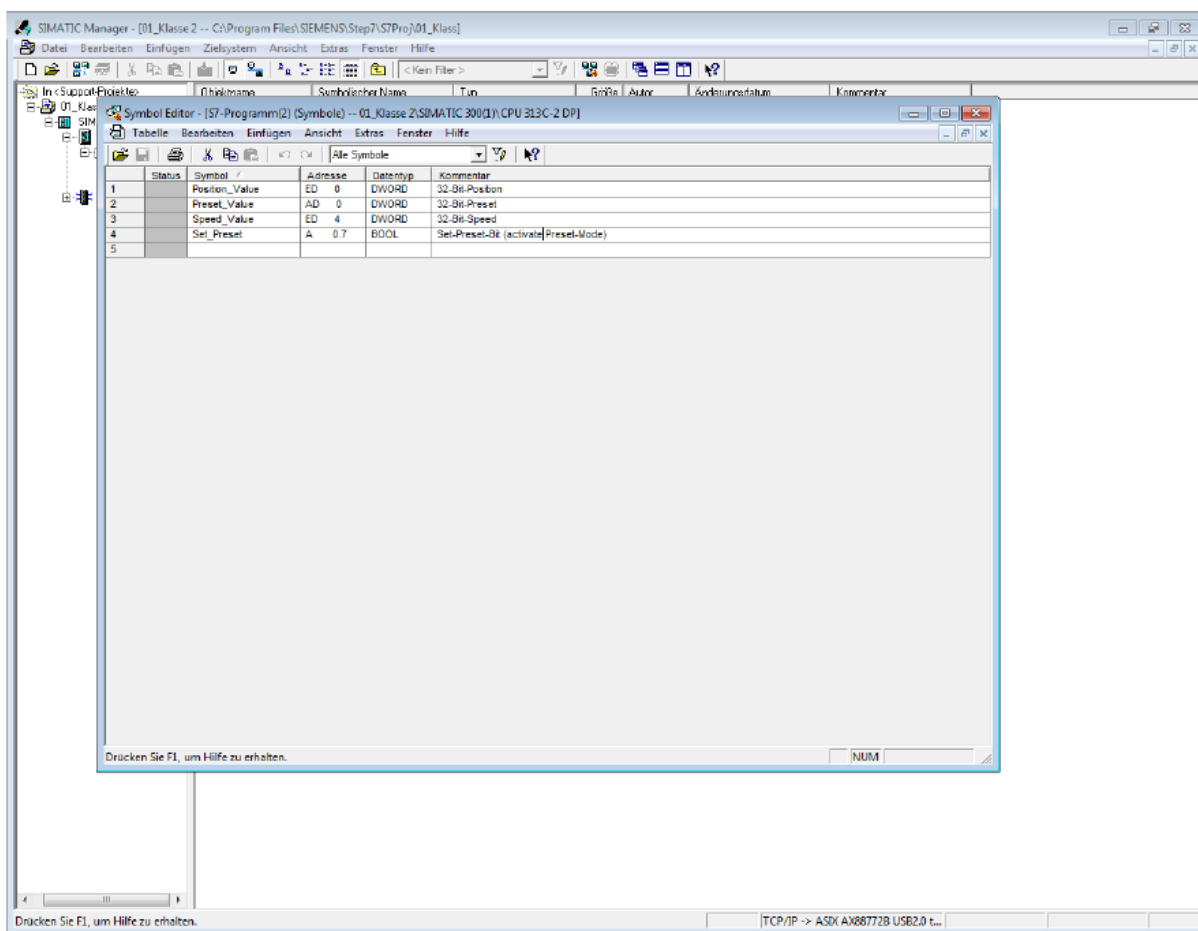 SIMATIC Manager - [01_Klasse 2 -- C:\Program Files\SIEMENS\Step7\S7Proj\01_Klass]
Datei Bearbeiten Einfügen Zielsystem Ansicht Extras Fenster Hilfe
< Kein Filter >
In <Support-Projekte> Objektname Symbolischer Name Typ Größe Autor Änderungsdatum Kommentar
01_Klas
SIM
Symbol Editor - [S7-Programm(2) (Symbole) -- 01_Klasse 2\SIMATIC 300(1)\CPU 313C-2 DP]
Tabelle Bearbeiten Einfügen Ansicht Extras Fenster Hilfe
Alle Symbole
Status Symbol / Adresse Datentyp Kommentar
1 Position_Value ED 0 DWORD 32-Bit-Position
2 Preset_Value AD 0 DWORD 32-Bit-Preset
3 Speed_Value ED 4 DWORD 32-Bit-Speed
4 Set_Preset A 0.7 BOOL Set-Preset-Bit (activate Preset-Mode)
5
Drücken Sie F1, um Hilfe zu erhalten. NUM
Drücken Sie F1, um Hilfe zu erhalten. TCP/IP -> ASIX AX88772B USB2.0 t...